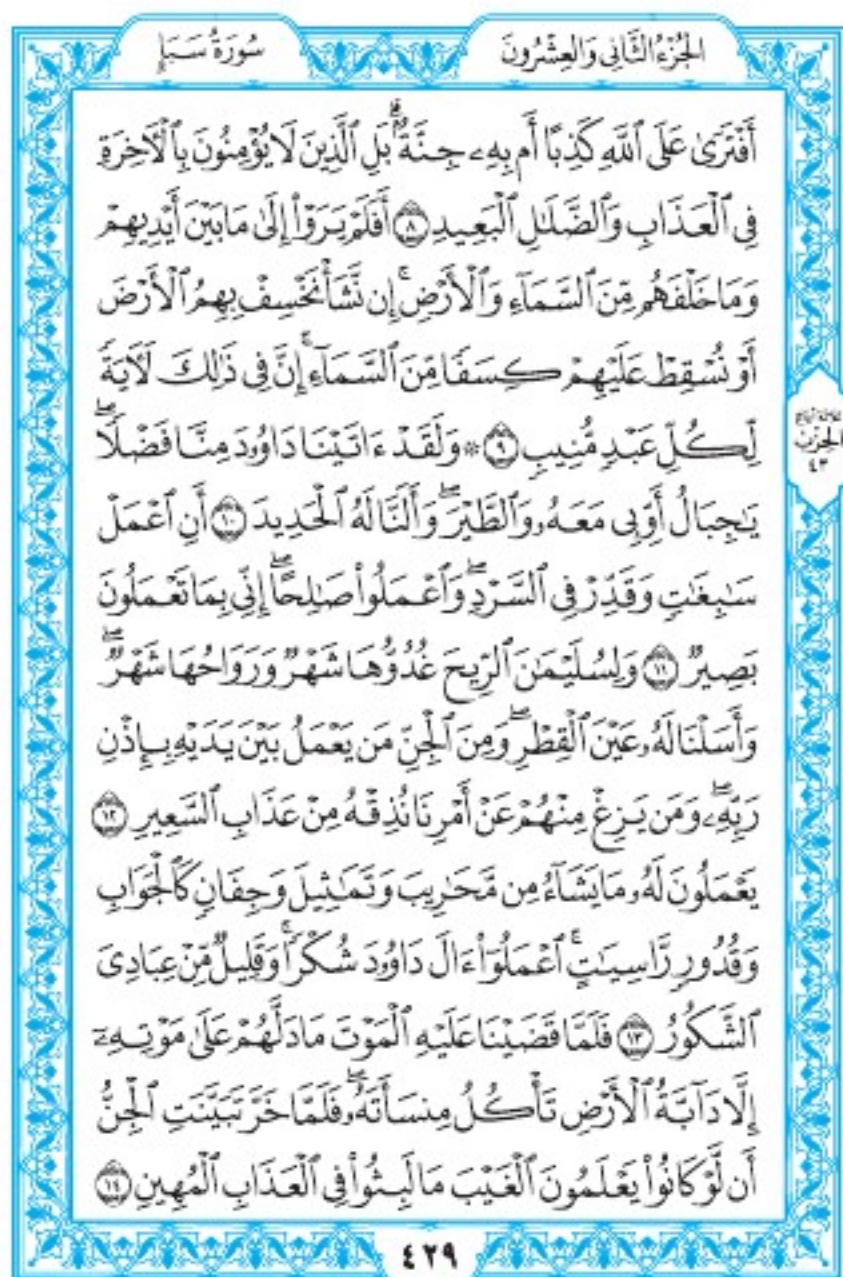 الجُزْءُ الثَّانِي وَالعِشْرُونَ
سُورَةُ سَبَإٍ
أَفْتَرَىٰ عَلَى ٱللَّهِ كَذِبًا أَم بِهِۦ جِنَّةٌۗ بَلِ ٱلَّذِينَ لَا يُؤْمِنُونَ بِٱلْأَخِرَةِ
فِى ٱلْعَذَابِ وَٱلضَّلَٰلِ ٱلْبَعِيدِ ۝٨ أَفَلَمْ يَرَوْا۟ إِلَىٰ مَا بَيْنَ أَيْدِيهِمْ
وَمَا خَلْفَهُم مِّنَ ٱلسَّمَآءِ وَٱلْأَرْضِۚ إِن نَّشَأْ نَخْسِفْ بِهِمُ ٱلْأَرْضَ
أَوْ نُسْقِطْ عَلَيْهِمْ كِسَفًا مِّنَ ٱلسَّمَآءِۚ إِنَّ فِى ذَٰلِكَ لَءَايَةً
لِّكُلِّ عَبْدٍ مُّنِيبٍ ۝٩ ۞ وَلَقَدْ ءَاتَيْنَا دَاوُۥدَ مِنَّا فَضْلًاۖ
يَٰجِبَالُ أَوِّبِى مَعَهُۥ وَٱلطَّيْرَۖ وَأَلَنَّا لَهُ ٱلْحَدِيدَ ۝١٠ أَنِ ٱعْمَلْ
سَٰبِغَٰتٍ وَقَدِّرْ فِى ٱلسَّرْدِۖ وَٱعْمَلُوا۟ صَٰلِحًاۖ إِنِّى بِمَا تَعْمَلُونَ
بَصِيرٌ ۝١١ وَلِسُلَيْمَٰنَ ٱلرِّيحَ غُدُوُّهَا شَهْرٌ وَرَوَاحُهَا شَهْرٌۖ
وَأَسَلْنَا لَهُۥ عَيْنَ ٱلْقِطْرِۖ وَمِنَ ٱلْجِنِّ مَن يَعْمَلُ بَيْنَ يَدَيْهِ بِإِذْنِ
رَبِّهِۦۖ وَمَن يَزِغْ مِنْهُمْ عَنْ أَمْرِنَا نُذِقْهُ مِنْ عَذَابِ ٱلسَّعِيرِ ۝١٢
يَعْمَلُونَ لَهُۥ مَا يَشَآءُ مِن مَّحَٰرِيبَ وَتَمَٰثِيلَ وَجِفَانٍ كَٱلْجَوَابِ
وَقُدُورٍ رَّاسِيَٰتٍۚ ٱعْمَلُوٓا۟ ءَالَ دَاوُۥدَ شُكْرًاۚ وَقَلِيلٌ مِّنْ عِبَادِىَ
ٱلشَّكُورُ ۝١٣ فَلَمَّا قَضَيْنَا عَلَيْهِ ٱلْمَوْتَ مَا دَلَّهُمْ عَلَىٰ مَوْتِهِۦٓ
إِلَّا دَآبَّةُ ٱلْأَرْضِ تَأْكُلُ مِنسَأَتَهُۥۖ فَلَمَّا خَرَّ تَبَيَّنَتِ ٱلْجِنُّ
أَن لَّوْ كَانُوا۟ يَعْلَمُونَ ٱلْغَيْبَ مَا لَبِثُوا۟ فِى ٱلْعَذَابِ ٱلْمُهِينِ ۝١٤
الحِزْبِ
٤٣
٤٢٩